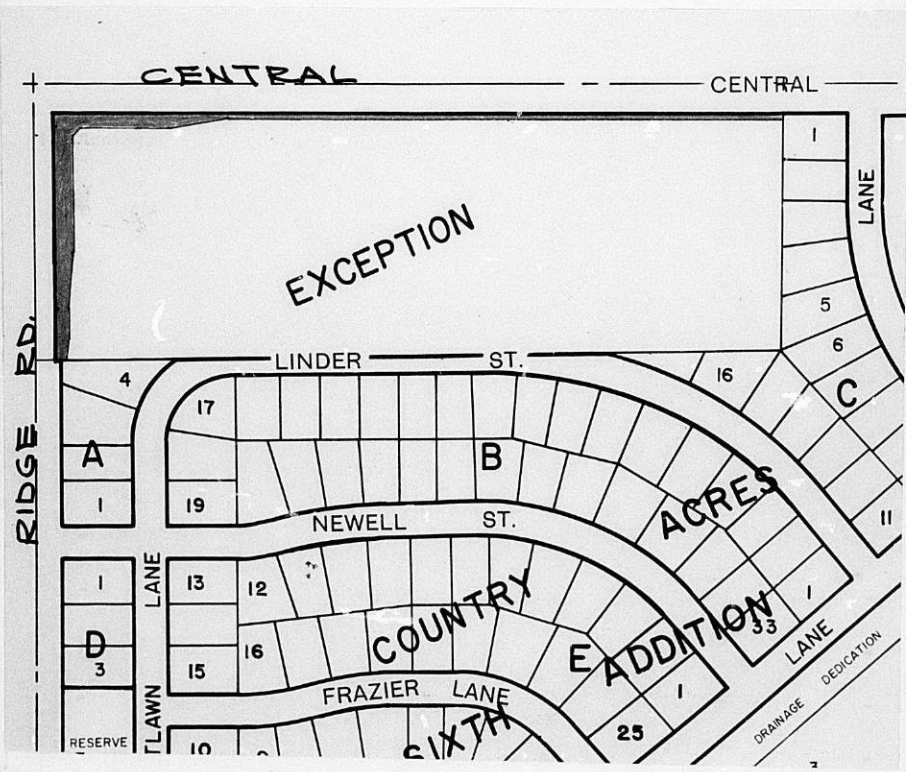 CENTRAL
CENTRAL
1
LANE
EXCEPTION
5
RIDGE RD.
6
LINDER ST.
4
16
C
17
A
B
1
19
ACRES
11
NEWELL ST.
1
LANE
13
12
COUNTRY
1
33
ADDITION
D
3
16
E
LANE
15
DRAINAGE DEDICATION
FRAZIER LANE
1
TLAWN
SIXTH
25
RESERVE
10